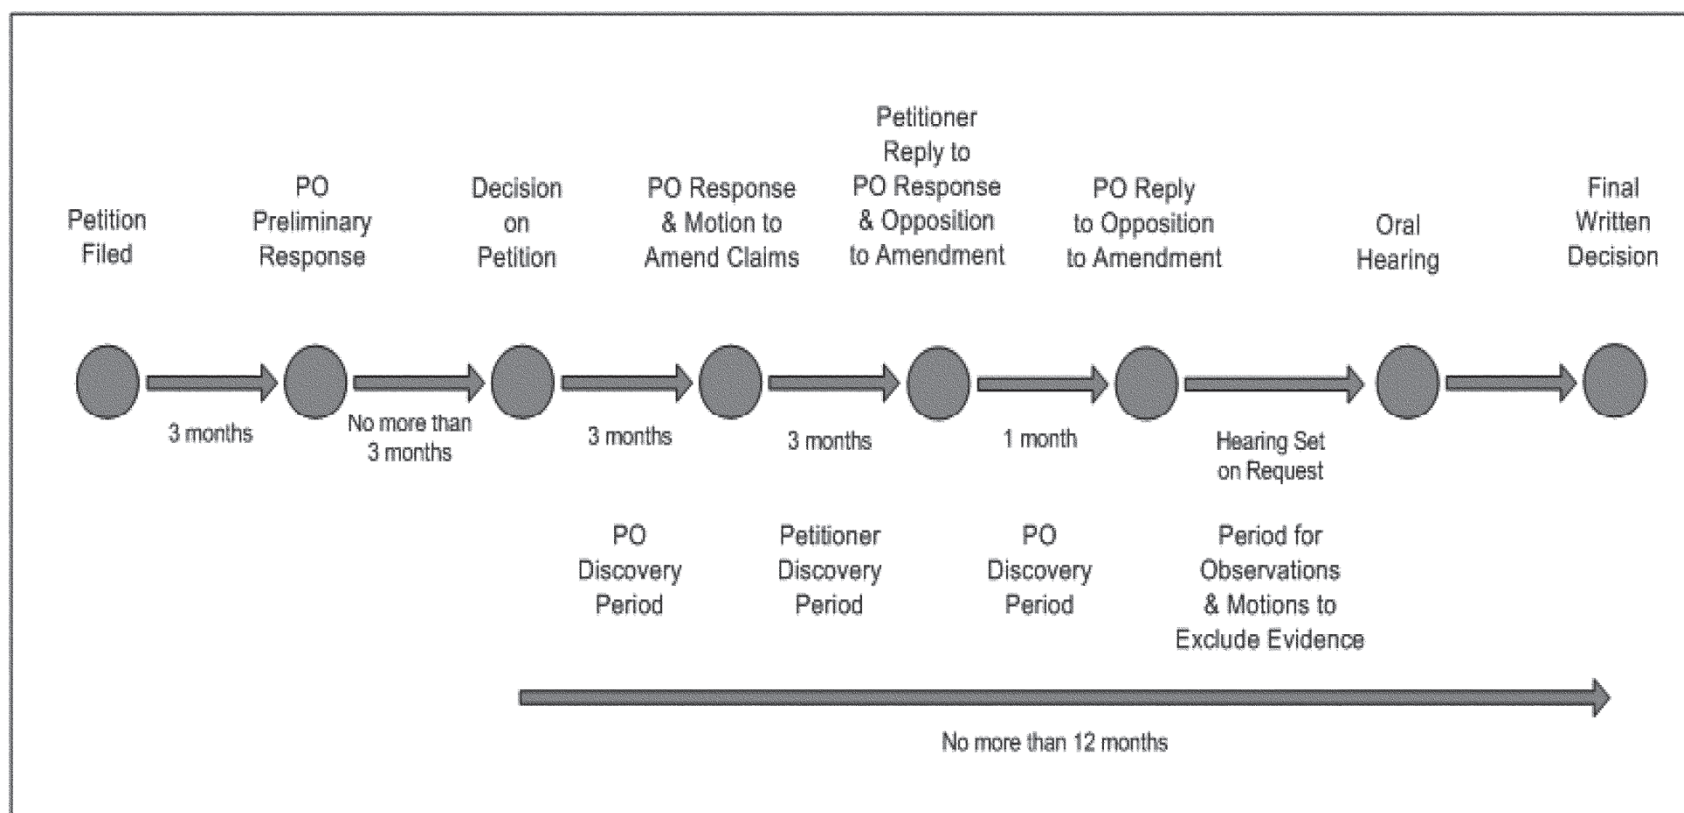 Petition
Filed
PO
Preliminary
Response
Decision
on
Petition
PO Response
& Motion to
Amend Claims
Petitioner
Reply to
PO Response
& Opposition
to Amendment
PO Reply
to Opposition
to Amendment
Oral
Hearing
Final
Written
Decision
3 months
No more than
3 months
3 months
3 months
1 month
Hearing Set
on Request
PO
Discovery
Period
Petitioner
Discovery
Period
PO
Discovery
Period
Period for
Observations
& Motions to
Exclude Evidence
No more than 12 months